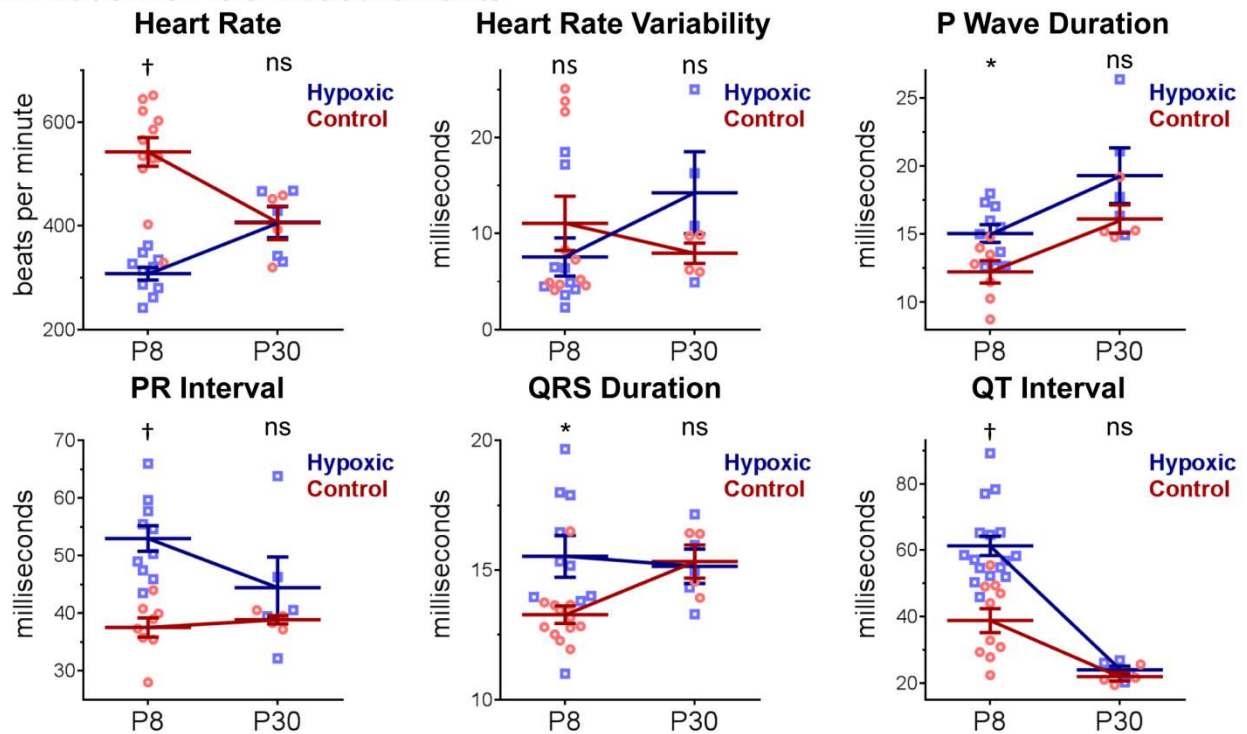 Heart Rate
†
ns
Hypoxic
Control
beats per minute
600
400
200
P8
P30
Heart Rate Variability
ns
ns
Hypoxic
Control
milliseconds
20
10
0
P8
P30
P Wave Duration
*
ns
Hypoxic
Control
milliseconds
25
20
15
10
P8
P30
PR Interval
†
ns
Hypoxic
Control
milliseconds
70
60
50
40
30
P8
P30
QRS Duration
*
ns
Hypoxic
Control
milliseconds
20
15
10
P8
P30
QT Interval
†
ns
Hypoxic
Control
milliseconds
80
60
40
20
P8
P30